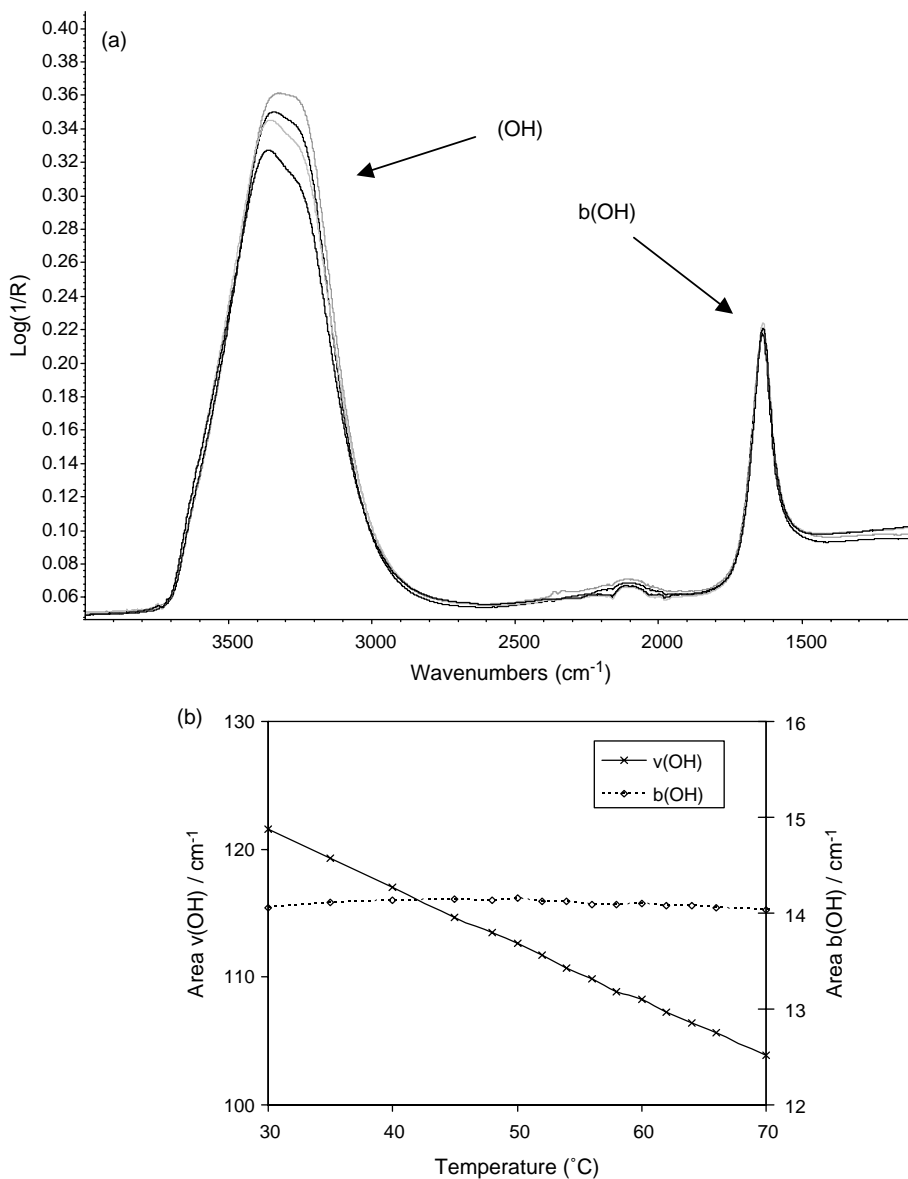 (a)
0.40
0.38
0.36
0.34
0.32
0.30
0.28
0.26
0.24
0.22
0.20
0.18
0.16
0.14
0.12
0.10
0.08
0.06
Log(1/R)
(OH)
b(OH)
3500 3000 2500 2000 1500
Wavenumbers (cm-1)
(b)
130
120
110
100
Area v(OH) / cm-1
v(OH)
b(OH)
16
15
14
13
12
Area b(OH) / cm-1
30 40 50 60 70
Temperature (˚C)